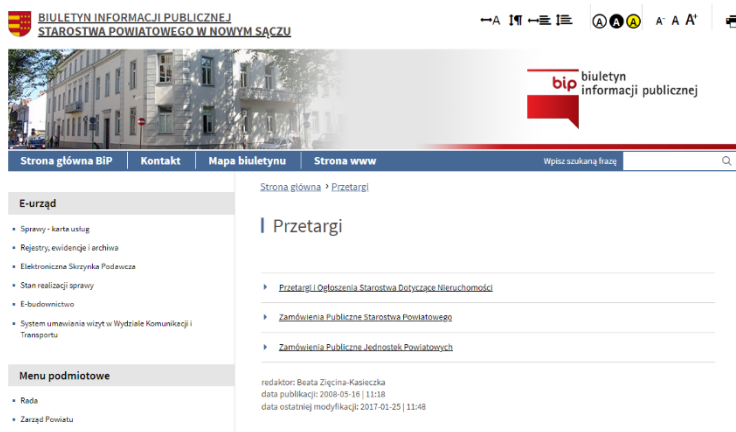 BIULETYN INFORMACJI PUBLICZNEJ
STAROSTWA POWIATOWEGO W NOWYM SĄCZU
A
A A A
A- A A+
bip biuletyn
informacji publicznej
Strona główna BiP
Kontakt
Mapa biuletynu
Strona www
Wpisz szukaną frazę
Strona główna › Przetargi
E-urząd
Sprawy - karta usług
Rejestry, ewidencje i archiwa
Elektroniczna Skrzynka Podawcza
Stan realizacji sprawy
E-budownictwo
System umawiania wizyt w Wydziale Komunikacji i
Transportu
Menu podmiotowe
Rada
Zarząd Powiatu
Przetargi
Przetargi i Ogłoszenia Starostwa Dotyczące Nieruchomości
Zamówienia Publiczne Starostwa Powiatowego
Zamówienia Publiczne Jednostek Powiatowych
redaktor: Beata Zięcina-Kasieczka
data publikacji: 2008-05-16 | 11:18
data ostatniej modyfikacji: 2017-01-25 | 11:48